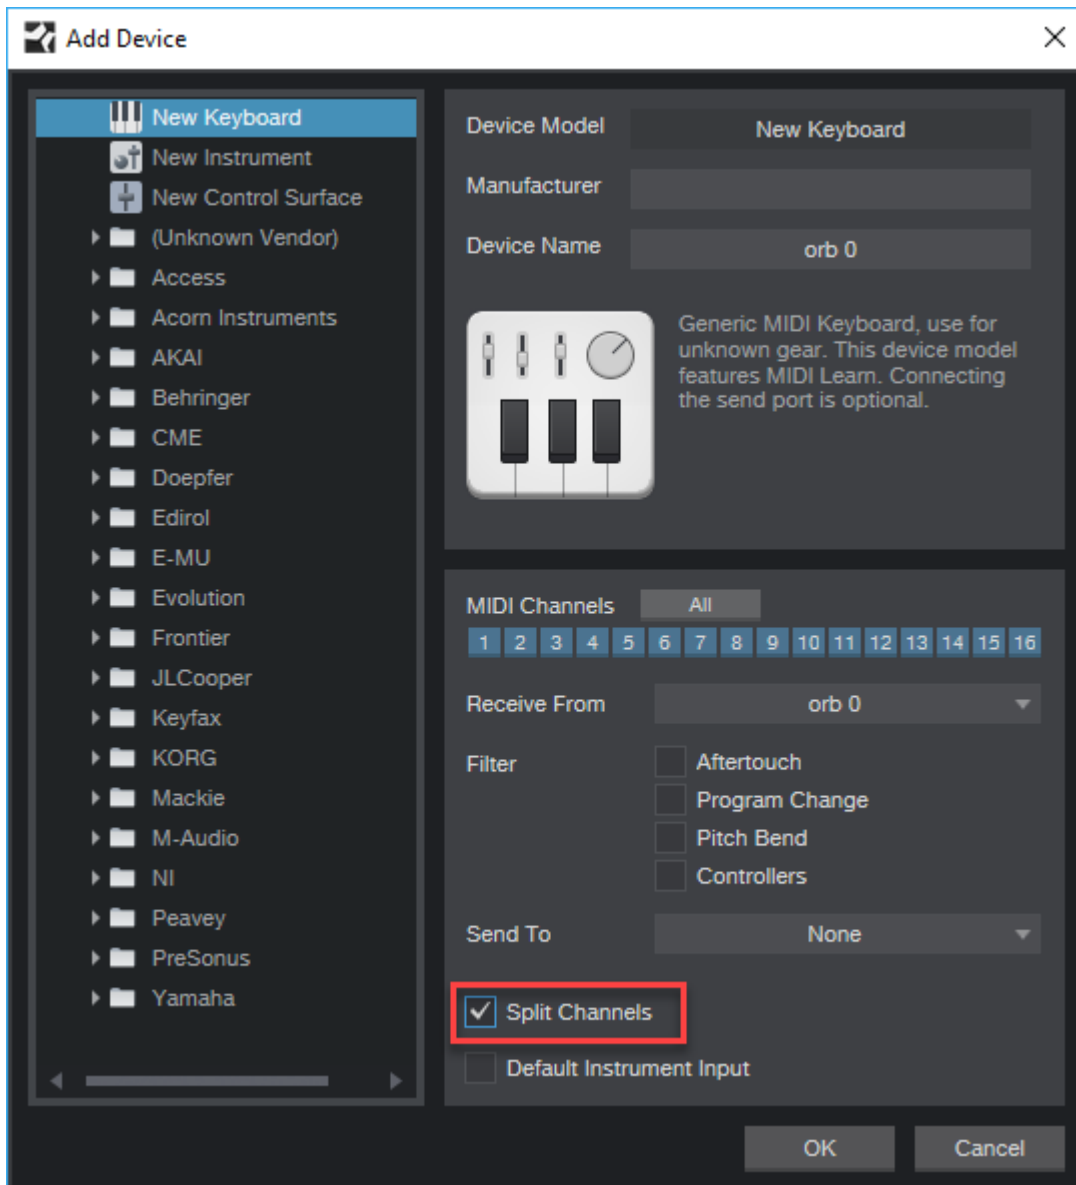 Add Device
New Keyboard
New Instrument
New Control Surface
(Unknown Vendor)
Access
Acorn Instruments
AKAI
Behringer
CME
Doepfer
Edirol
E-MU
Evolution
Frontier
JLCooper
Keyfax
KORG
Mackie
M-Audio
NI
Peavey
PreSonus
Yamaha
Device Model New Keyboard
Manufacturer
Device Name orb 0
Generic MIDI Keyboard, use for
unknown gear. This device model
features MIDI Learn. Connecting
the send port is optional.
MIDI Channels All
1 2 3 4 5 6 7 8 9 10 11 12 13 14 15 16
Receive From orb 0
Filter Aftertouch
Program Change
Pitch Bend
Controllers
Send To None
Split Channels
Default Instrument Input
OK Cancel